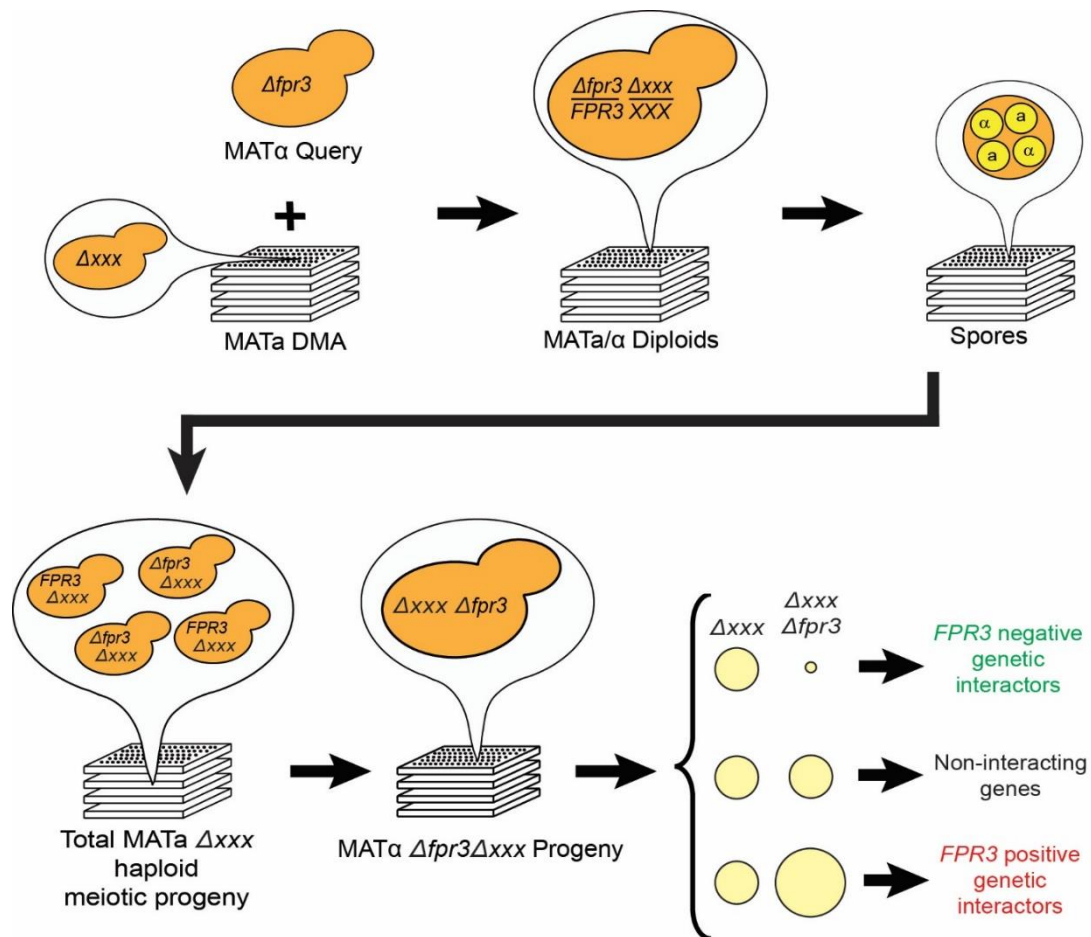 Δfpr3
MATα Query
+
Δxxx
MATa DMA
Δfpr3 Δxxx
FPR3 XXX
MATa/α Diploids
α a
a α
Spores
FPR3
Δxxx
Δfpr3
Δxxx
Δfpr3
Δxxx
FPR3
Δxxx
Total MATa Δxxx
haploid
meiotic progeny
Δxxx Δfpr3
MATα Δfpr3Δxxx Progeny
Δxxx
Δxxx
Δfpr3
FPR3 negative
genetic
interactors
Non-interacting
genes
FPR3 positive
genetic
interactors